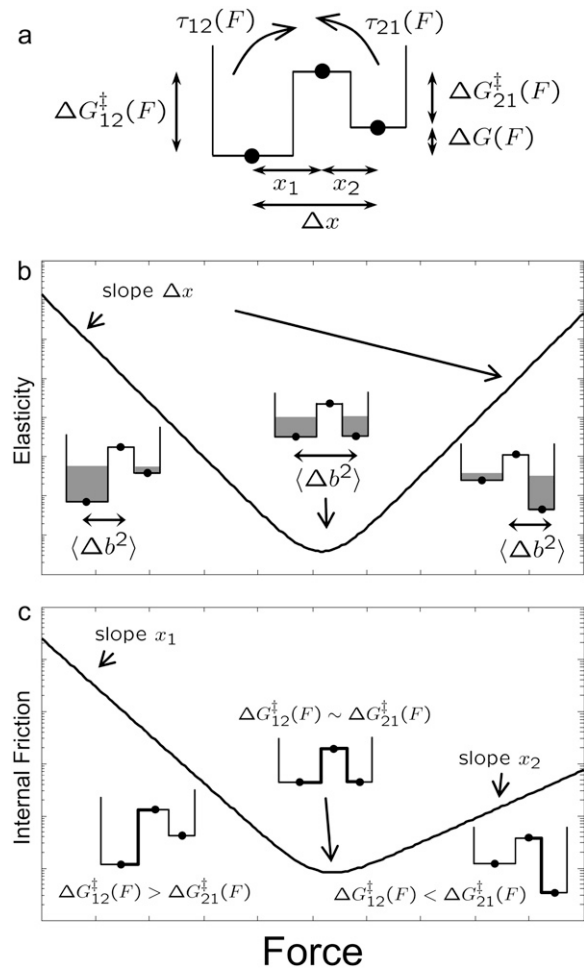 a
τ₁₂(F) τ₂₁(F)
ΔG‡₁₂(F) ΔG‡₂₁(F)
ΔG(F)
x₁ x₂
Δx
b
slope Δx
Elasticity
⟨Δb²⟩
⟨Δb²⟩ ⟨Δb²⟩
c
slope x₁
ΔG‡₁₂(F) ∼ ΔG‡₂₁(F)
slope x₂
Internal Friction
ΔG‡₁₂(F) > ΔG‡₂₁(F) ΔG‡₁₂(F) < ΔG‡₂₁(F)
Force